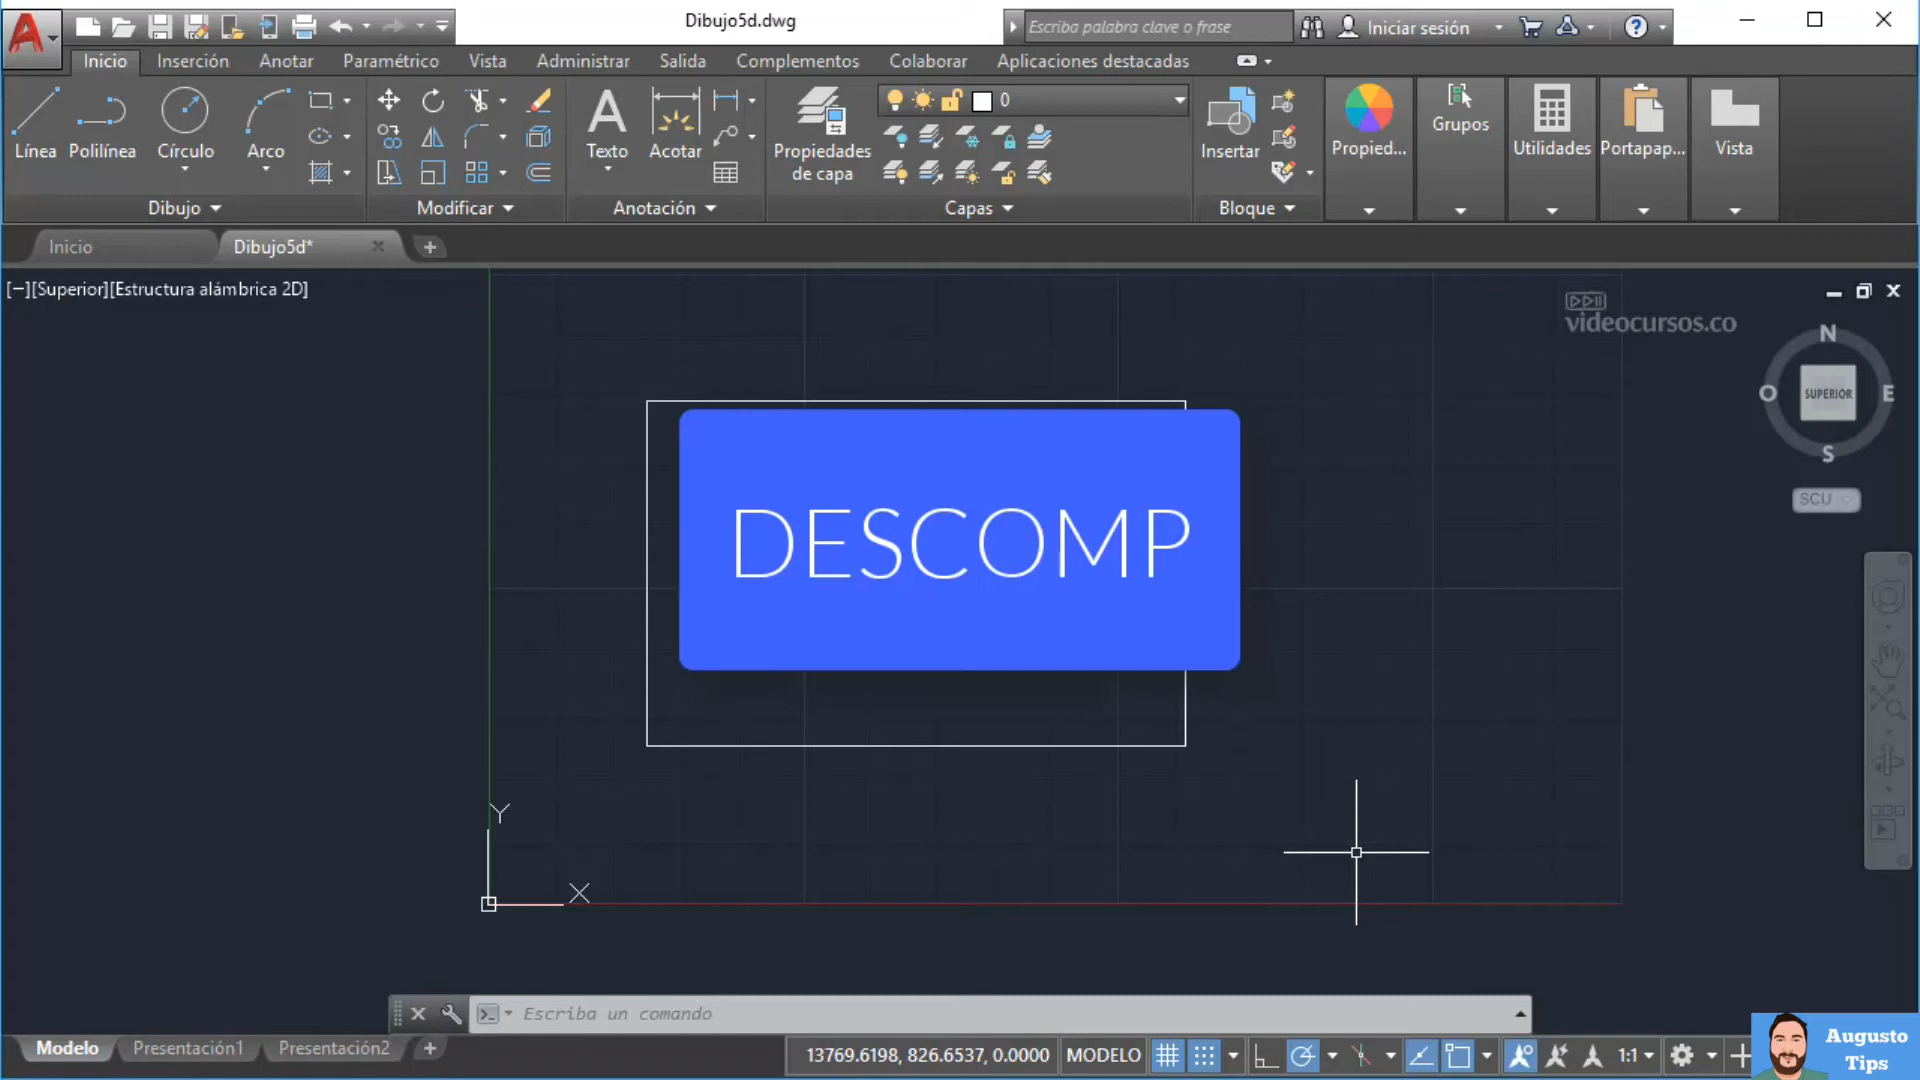 Dibujo5d.dwg
Escriba palabra clave o frase
Iniciar sesión
Inicio Inserción Anotar Paramétrico Vista Administrar Salida Complementos Colaborar Aplicaciones destacadas
0
Línea Polilínea Círculo Arco
Texto Acotar
Propiedades de capa
Insertar
Propied...
Grupos
Utilidades
Portapap...
Vista
Dibujo Modificar Anotación Capas Bloque
Inicio Dibujo5d*
[−][Superior][Estructura alámbrica 2D]
videocursos.co
N
O SUPERIOR E
S
SCU
DESCOMP
Y
X
Escriba un comando
Modelo Presentación1 Presentación2
13769.6198, 826.6537, 0.0000 MODELO
1:1
Augusto
Tips